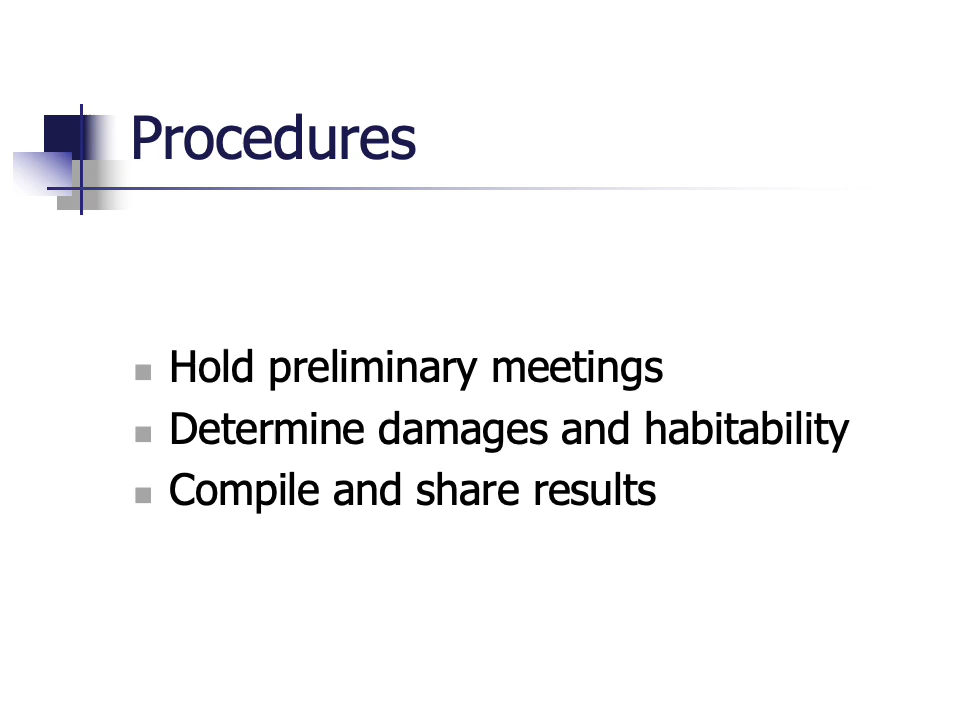 Procedures
Hold preliminary meetings
Determine damages and habitability
Compile and share results